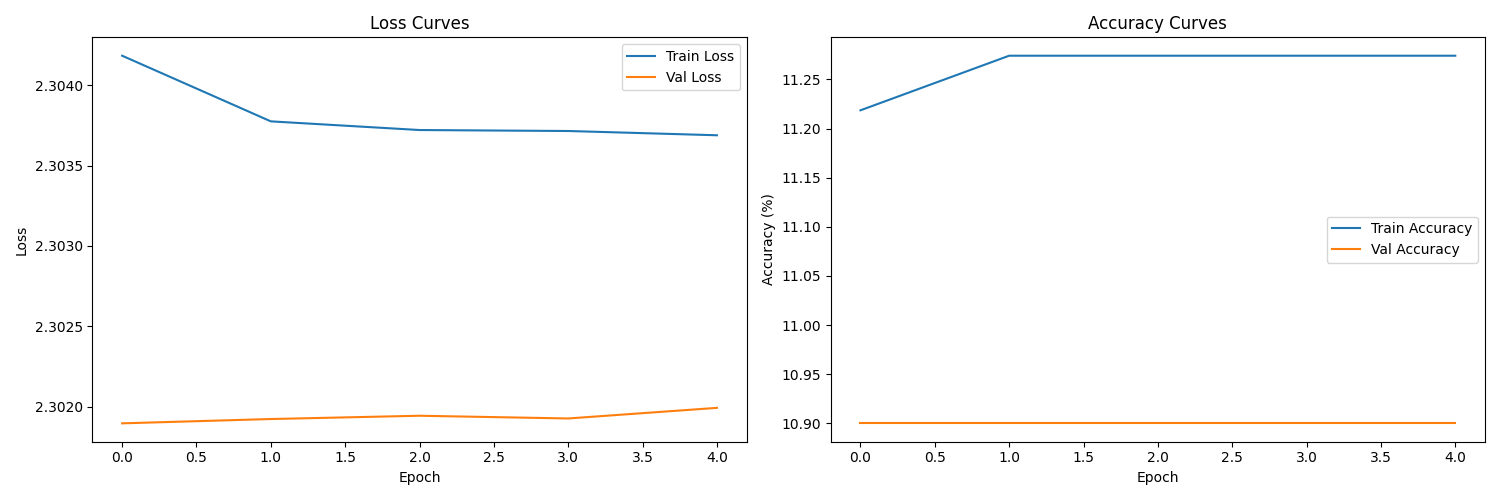 Loss Curves
Train Loss
Val Loss
2.3040
2.3035
2.3030
2.3025
2.3020
Loss
0.0 0.5 1.0 1.5 2.0 2.5 3.0 3.5 4.0
Epoch
Accuracy Curves
11.25
11.20
11.15
11.10
11.05
11.00
10.95
10.90
Accuracy (%)
Train Accuracy
Val Accuracy
0.0 0.5 1.0 1.5 2.0 2.5 3.0 3.5 4.0
Epoch